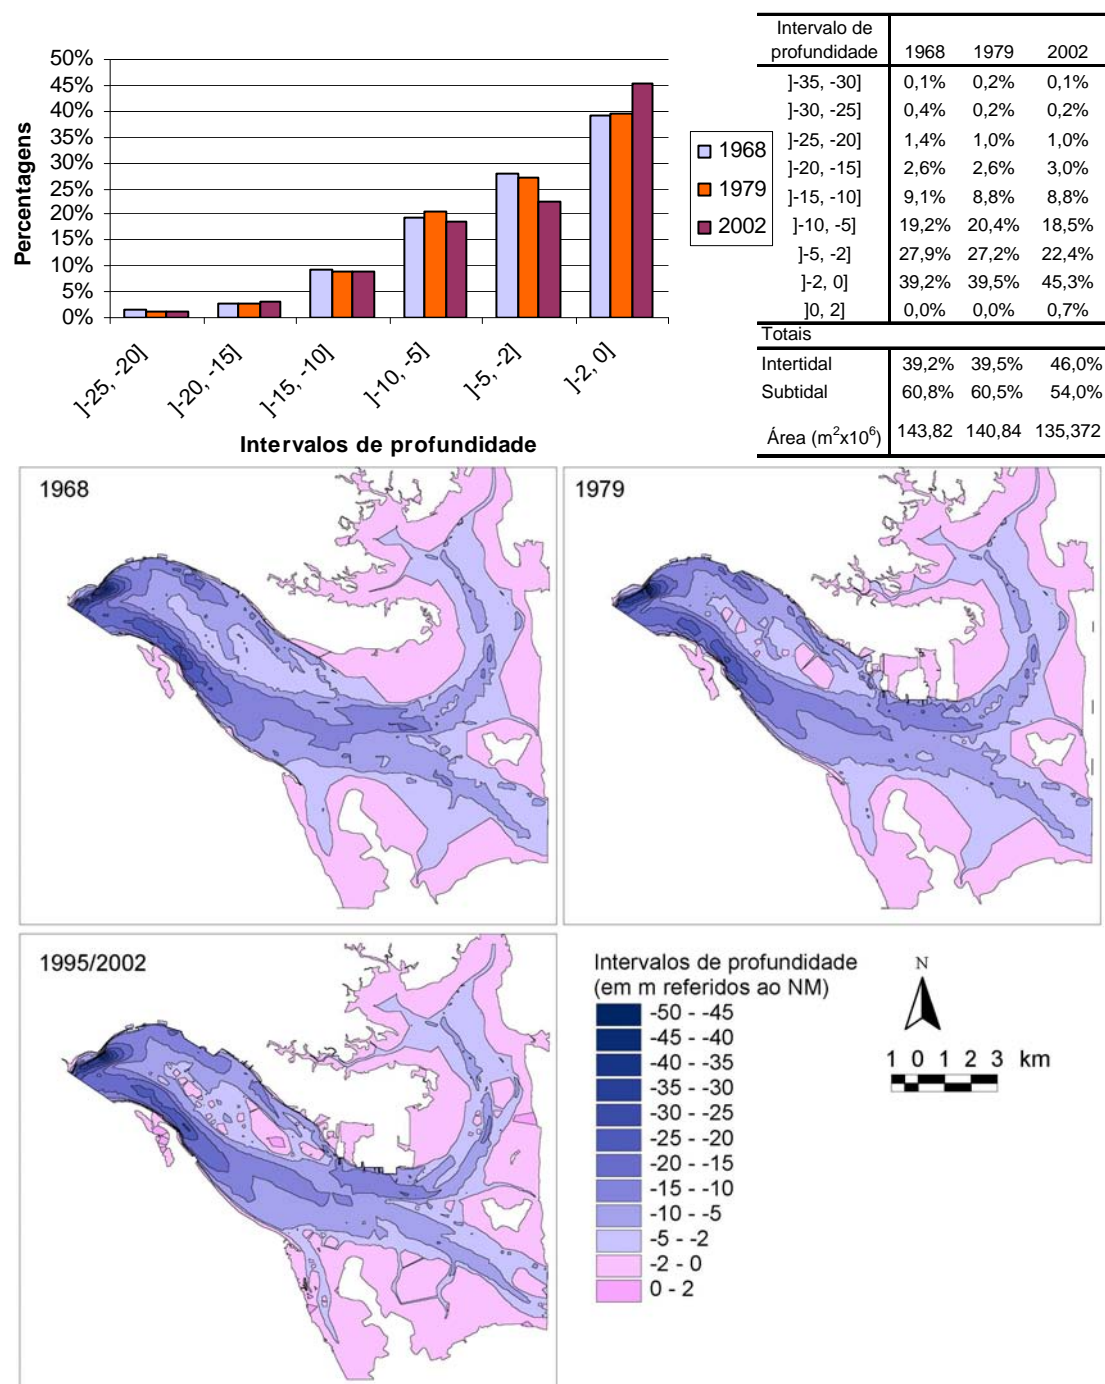 50%
45%
40%
35%
30%
25%
20%
15%
10%
5%
0%
Percentagens
]-25, -20]
]-20, -15]
]-15, -10]
]-10, -5]
]-5, -2]
]-2, 0]
Intervalos de profundidade
1968
1979
2002
Intervalo de
profundidade 1968 1979 2002
]-35, -30] 0,1% 0,2% 0,1%
]-30, -25] 0,4% 0,2% 0,2%
]-25, -20] 1,4% 1,0% 1,0%
]-20, -15] 2,6% 2,6% 3,0%
]-15, -10] 9,1% 8,8% 8,8%
]-10, -5] 19,2% 20,4% 18,5%
]-5, -2] 27,9% 27,2% 22,4%
]-2, 0] 39,2% 39,5% 45,3%
]0, 2] 0,0% 0,0% 0,7%
Totais
Intertidal 39,2% 39,5% 46,0%
Subtidal 60,8% 60,5% 54,0%
Área (m²x10⁶) 143,82 140,84 135,372
1968
1979
1995/2002
Intervalos de profundidade
(em m referidos ao NM)
-50 - -45
-45 - -40
-40 - -35
-35 - -30
-30 - -25
-25 - -20
-20 - -15
-15 - -10
-10 - -5
-5 - -2
-2 - 0
0 - 2
N
1 0 1 2 3 km